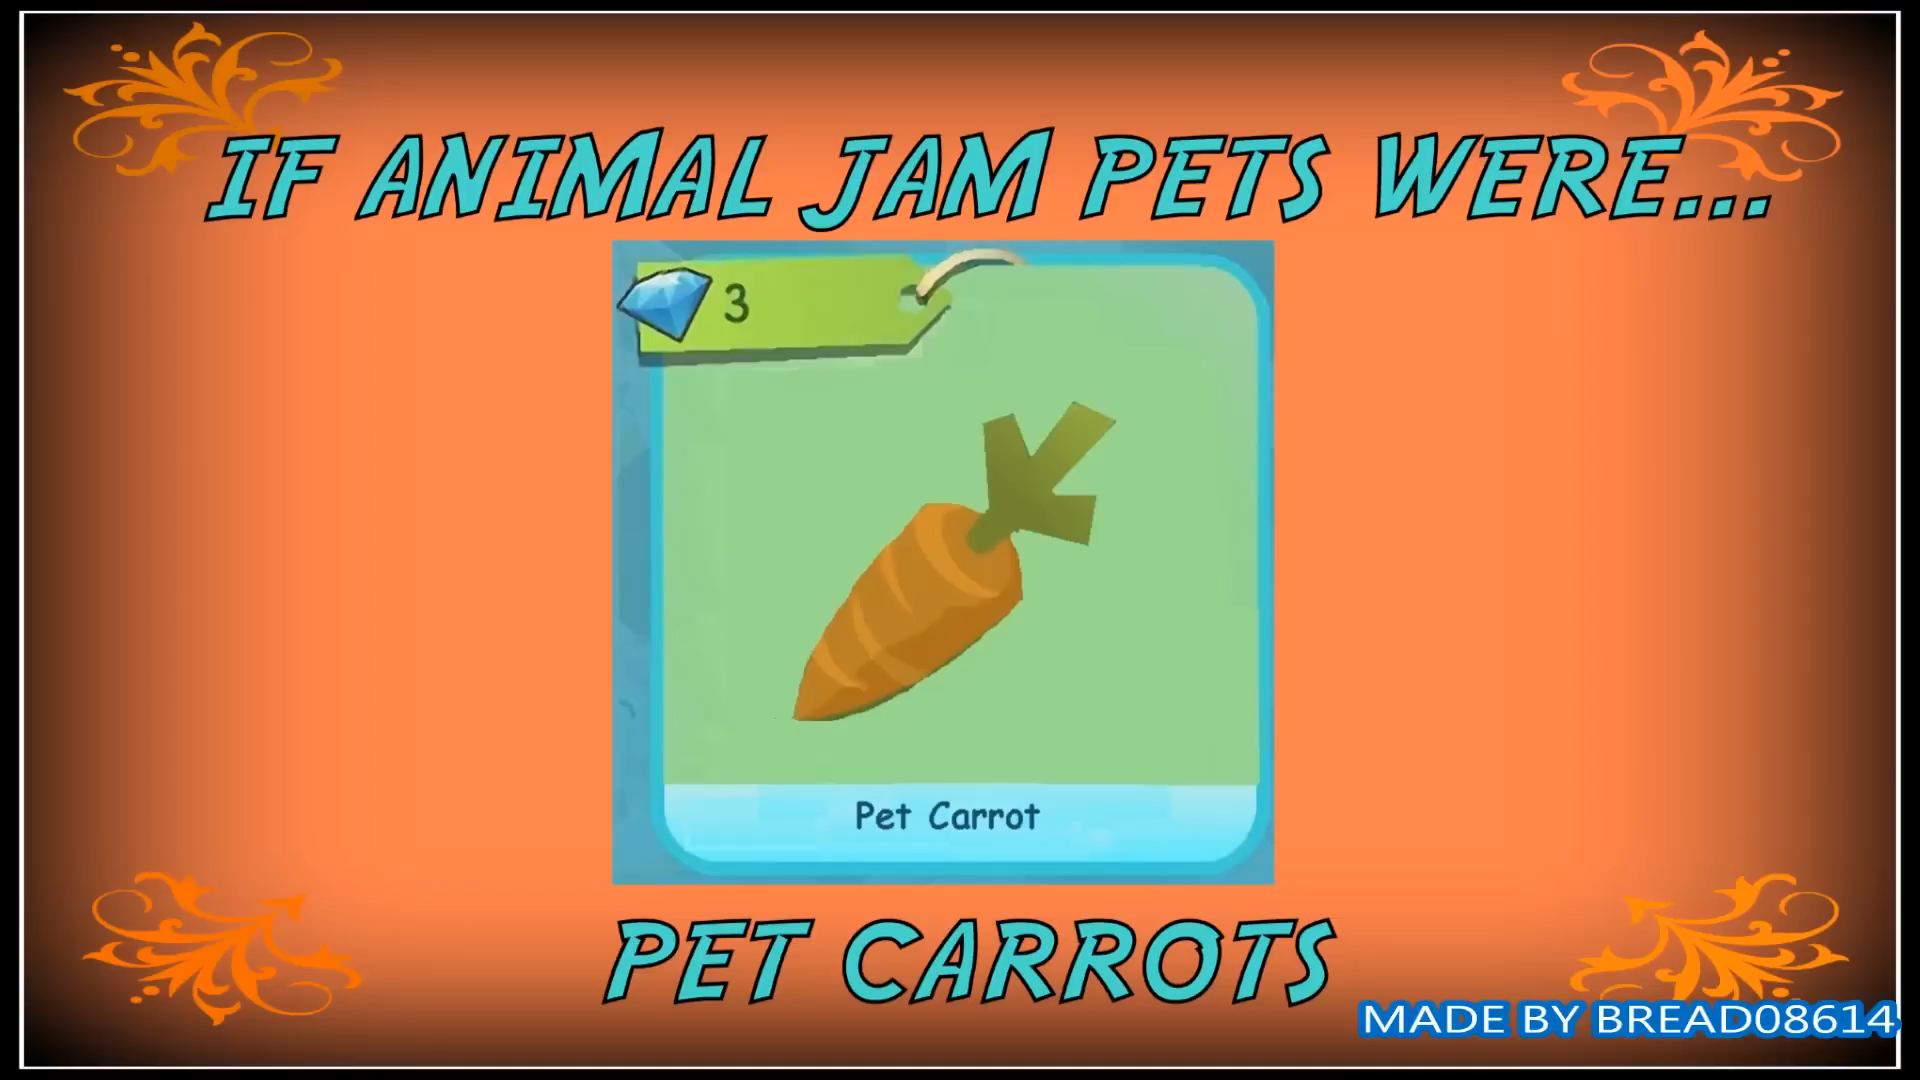 IF ANIMAL JAM PETS WERE...
3
Pet Carrot
PET CARROTS
MADE BY BREAD08614